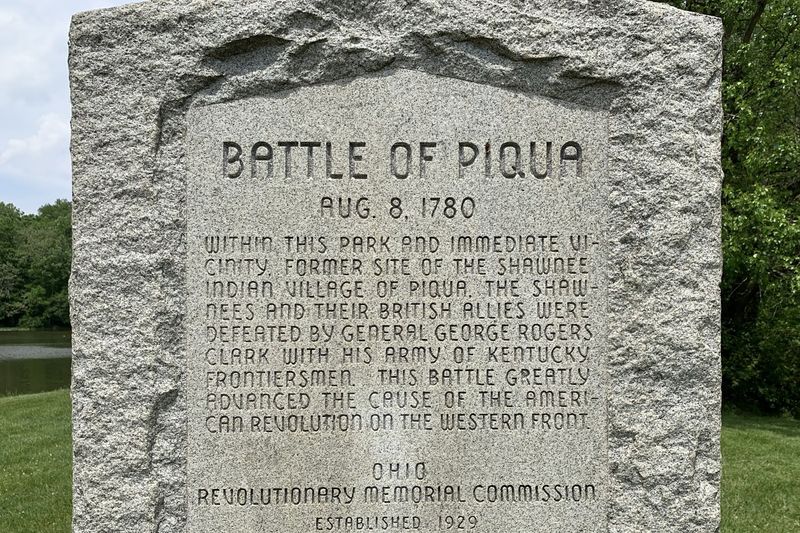 BATTLE OF PIQUA
AUG. 8, 1780
WITHIN THIS PARK AND IMMEDIATE VI-
CINITY, FORMER SITE OF THE SHAWNEE
INDIAN VILLAGE OF PIQUA, THE SHAW-
NEES AND THEIR BRITISH ALLIES WERE
DEFEATED BY GENERAL GEORGE ROGERS
CLARK WITH HIS ARMY OF KENTUCKY
FRONTIERSMEN. THIS BATTLE GREATLY
ADVANCED THE CAUSE OF THE AMERI-
CAN REVOLUTION ON THE WESTERN FRONT.
OHIO
REVOLUTIONARY MEMORIAL COMMISSION
ESTABLISHED 1929